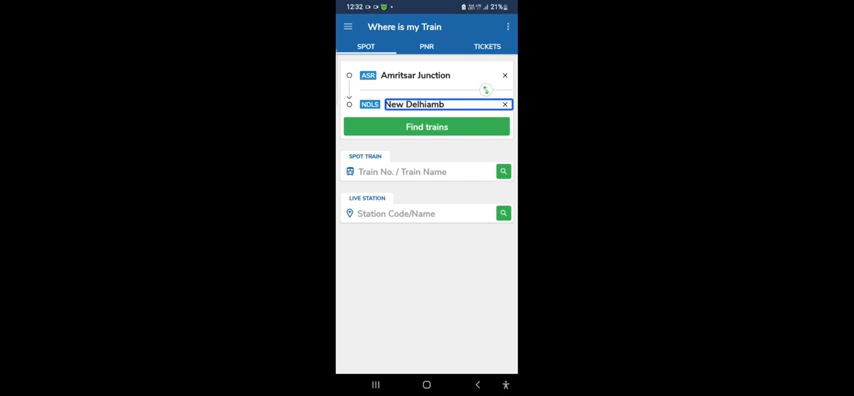 12:32 21%
Where is my Train
SPOT PNR TICKETS
ASR Amritsar Junction ×
NDLS New Delhiamb ×
Find trains
SPOT TRAIN
Train No. / Train Name
LIVE STATION
Station Code/Name